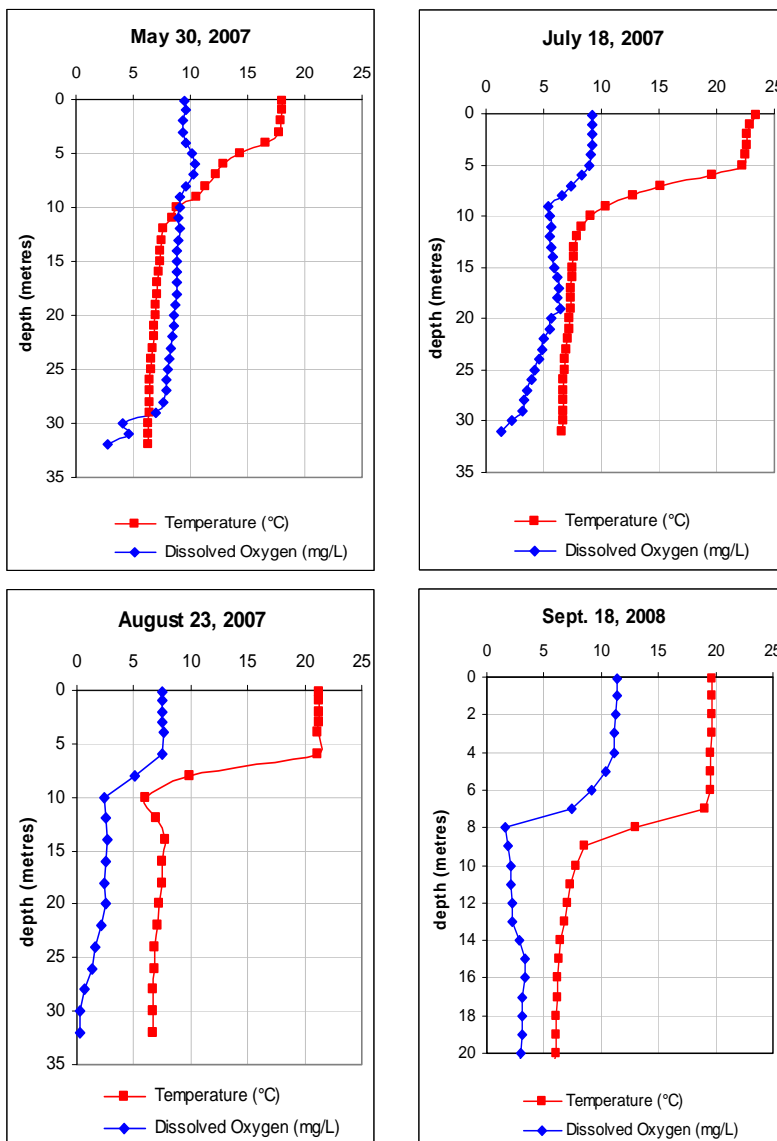 May 30, 2007
0 5 10 15 20 25
0
5
10
15
20
25
30
35
depth (metres)
Temperature (°C)
Dissolved Oxygen (mg/L)
July 18, 2007
0 5 10 15 20 25
0
5
10
15
20
25
30
35
depth (metres)
Temperature (°C)
Dissolved Oxygen (mg/L)
August 23, 2007
0 5 10 15 20 25
0
5
10
15
20
25
30
35
depth (metres)
Temperature (°C)
Dissolved Oxygen (mg/L)
Sept. 18, 2008
0 5 10 15 20 25
0
2
4
6
8
10
12
14
16
18
20
depth (metres)
Temperature (°C)
Dissolved Oxygen (mg/L)